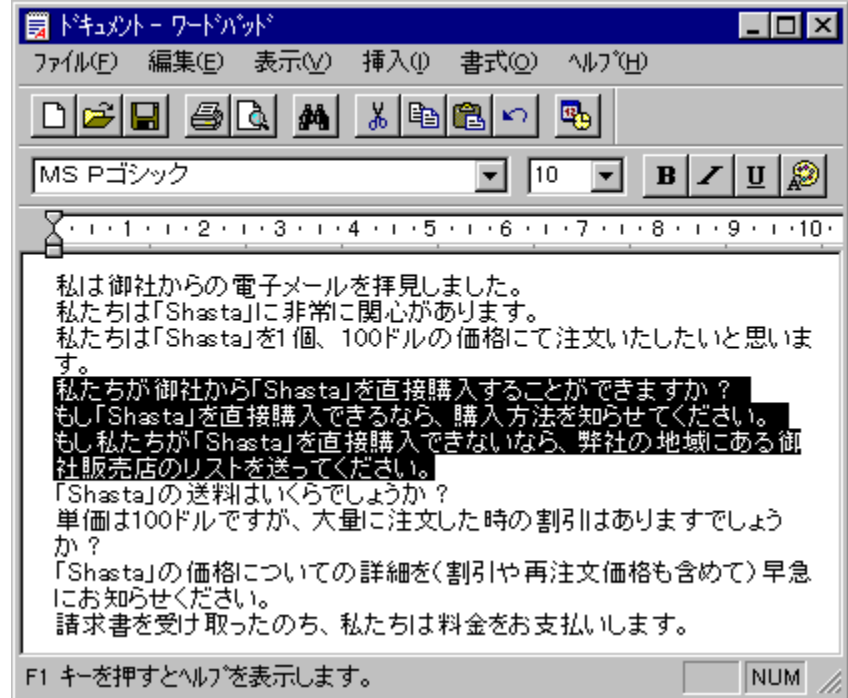 ﾄﾞｷｭﾒﾝﾄ - ﾜｰﾄﾞﾊﾟｯﾄﾞ
ﾌｧｲﾙ(F) 編集(E) 表示(V) 挿入(I) 書式(O) ﾍﾙﾌﾟ(H)
MS Pゴシック 10 B I U
1 2 3 4 5 6 7 8 9 10
私は御社からの電子メールを拝見しました。
私たちは「Shasta」に非常に関心があります。
私たちは「Shasta」を1個、100ドルの価格にて注文いたしたいと思いま
す。
私たちが御社から「Shasta」を直接購入することができますか？
もし「Shasta」を直接購入できるなら、購入方法を知らせてください。
もし私たちが「Shasta」を直接購入できないなら、弊社の地域にある御
社販売店のリストを送ってください。
「Shasta」の送料はいくらでしょうか？
単価は100ドルですが、大量に注文した時の割引はありますでしょう
か？
「Shasta」の価格についての詳細を(割引や再注文価格も含めて)早急
にお知らせください。
請求書を受け取ったのち、私たちは料金をお支払いします。
F1 キーを押すとﾍﾙﾌﾟを表示します。 NUM